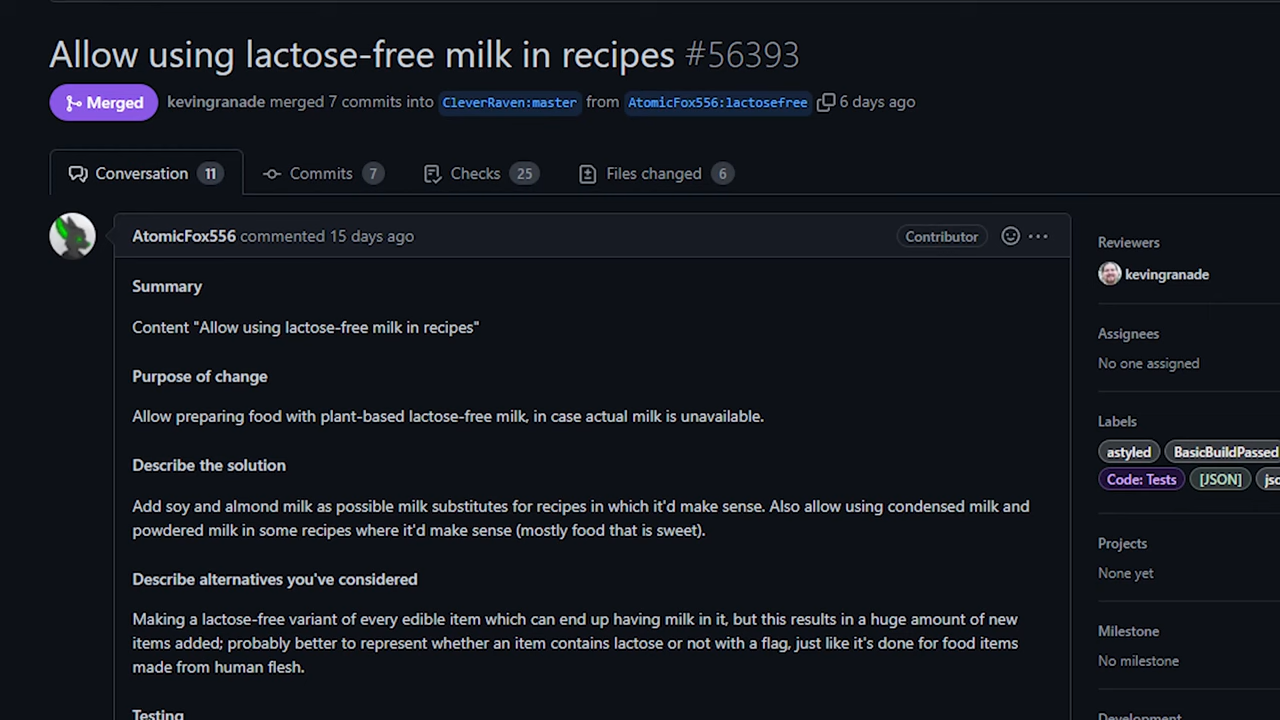 Allow using lactose-free milk in recipes #56393
Merged kevingranade merged 7 commits into CleverRaven:master from AtomicFox556:lactosefree 6 days ago
Conversation 11 Commits 7 Checks 25 Files changed 6
AtomicFox556 commented 15 days ago Contributor
Summary
Content "Allow using lactose-free milk in recipes"
Purpose of change
Allow preparing food with plant-based lactose-free milk, in case actual milk is unavailable.
Describe the solution
Add soy and almond milk as possible milk substitutes for recipes in which it'd make sense. Also allow using condensed milk and
powdered milk in some recipes where it'd make sense (mostly food that is sweet).
Describe alternatives you've considered
Making a lactose-free variant of every edible item which can end up having milk in it, but this results in a huge amount of new
items added; probably better to represent whether an item contains lactose or not with a flag, just like it's done for food items
made from human flesh.
Testing
Reviewers
kevingranade
Assignees
No one assigned
Labels
astyled BasicBuildPassed
Code: Tests [JSON]
Projects
None yet
Milestone
No milestone
Development